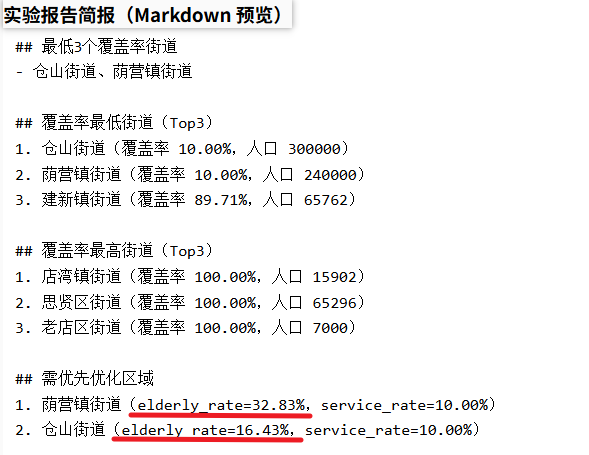 实验报告简报（Markdown 预览）
## 最低3个覆盖率街道
- 仓山街道、荫营镇街道
## 覆盖率最低街道（Top3）
1. 仓山街道（覆盖率 10.00%，人口 300000）
2. 荫营镇街道（覆盖率 10.00%，人口 240000）
3. 建新镇街道（覆盖率 89.71%，人口 65762）
## 覆盖率最高街道（Top3）
1. 店湾镇街道（覆盖率 100.00%，人口 15902）
2. 思贤区街道（覆盖率 100.00%，人口 65296）
3. 老店区街道（覆盖率 100.00%，人口 7000）
## 需优先优化区域
1. 荫营镇街道（elderly_rate=32.83%，service_rate=10.00%）
2. 仓山街道（elderly_rate=16.43%，service_rate=10.00%）